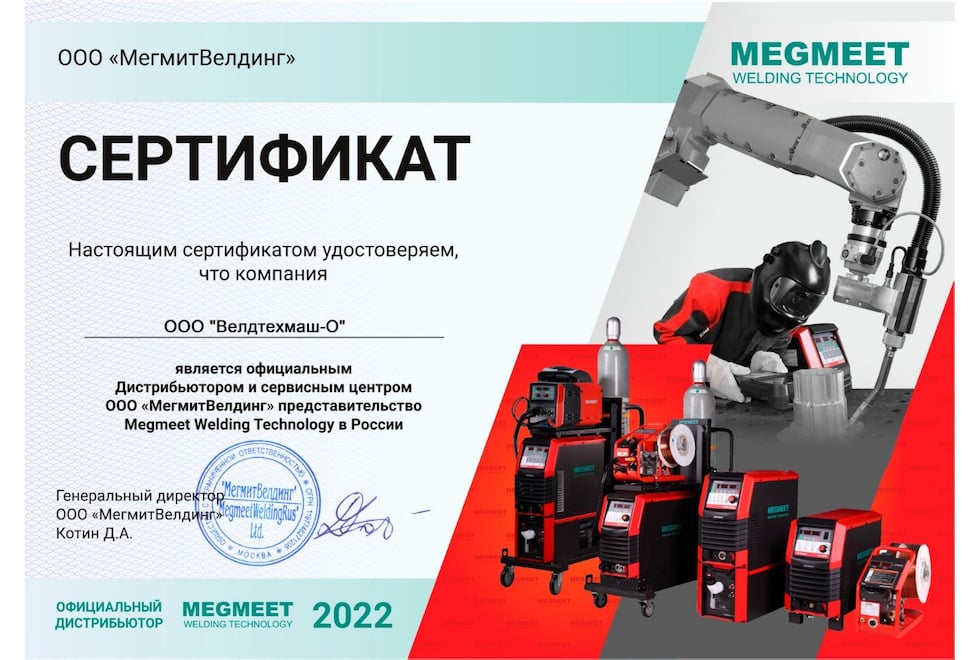 ООО «МегмитВелдинг»
MEGMEET
WELDING TECHNOLOGY
СЕРТИФИКАТ
Настоящим сертификатом удостоверяем,
что компания
ООО "Велдтехмаш-О"
является официальным
Дистрибьютором и сервисным центром
ООО «МегмитВелдинг» представительство
Megmeet Welding Technology в России
Генеральный директор
ООО «МегмитВелдинг»
Котин Д.А.
"МегмитВелдинг"
"MegmeetWeldingRus"
Ltd.
МОСКВА
ОФИЦИАЛЬНЫЙ
ДИСТРИБЬЮТОР
MEGMEET
WELDING TECHNOLOGY
2022
MEGMEET
MEGMEET